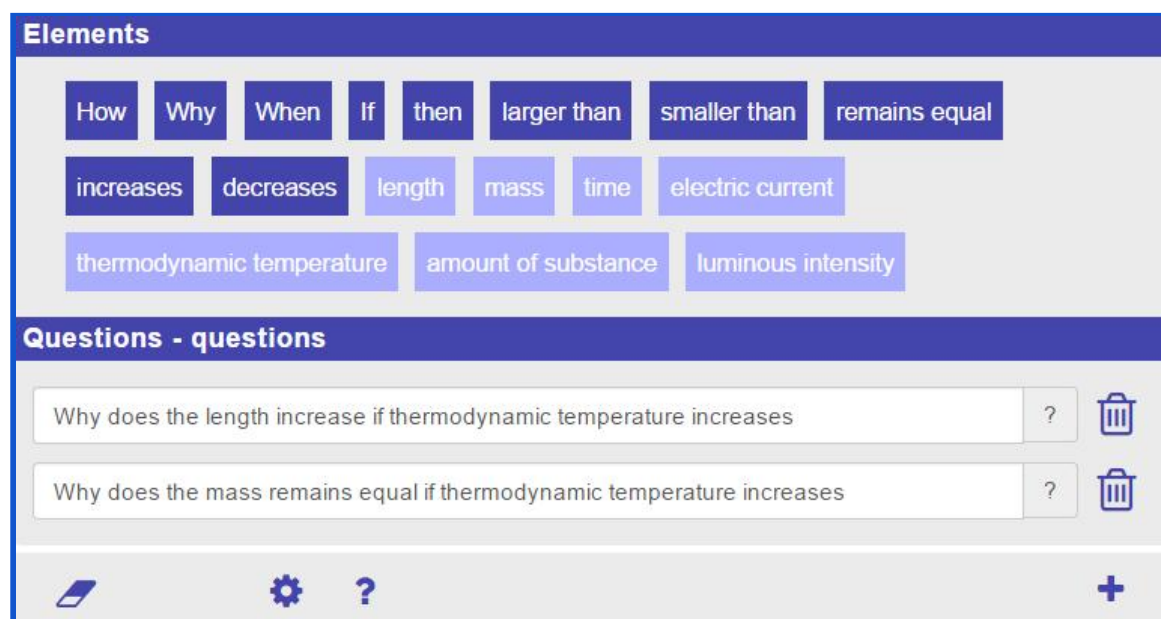 Elements
How Why When If then larger than smaller than remains equal
increases decreases length mass time electric current
thermodynamic temperature amount of substance luminous intensity
Questions - questions
Why does the length increase if thermodynamic temperature increases ?
Why does the mass remains equal if thermodynamic temperature increases ?
?